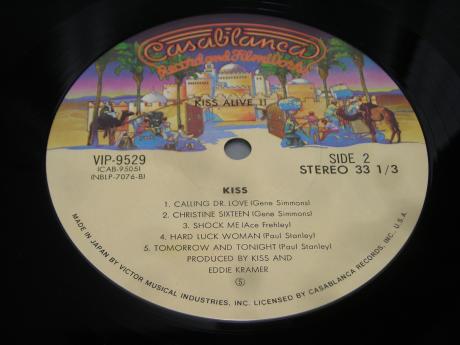 Casablanca
Record and FilmWorks
KISS ALIVE II
VIP-9529
(CAB-9505)
(NBLP-7076-B)
SIDE 2
STEREO 33 1/3
KISS
1. CALLING DR. LOVE (Gene Simmons)
2. CHRISTINE SIXTEEN (Gene Simmons)
3. SHOCK ME (Ace Frehley)
4. HARD LUCK WOMAN (Paul Stanley)
5. TOMORROW AND TONIGHT (Paul Stanley)
PRODUCED BY KISS AND
EDDIE KRAMER
Ⓢ
MADE IN JAPAN BY VICTOR MUSICAL INDUSTRIES, INC. LICENSED BY CASABLANCA RECORDS, INC., U.S.A.